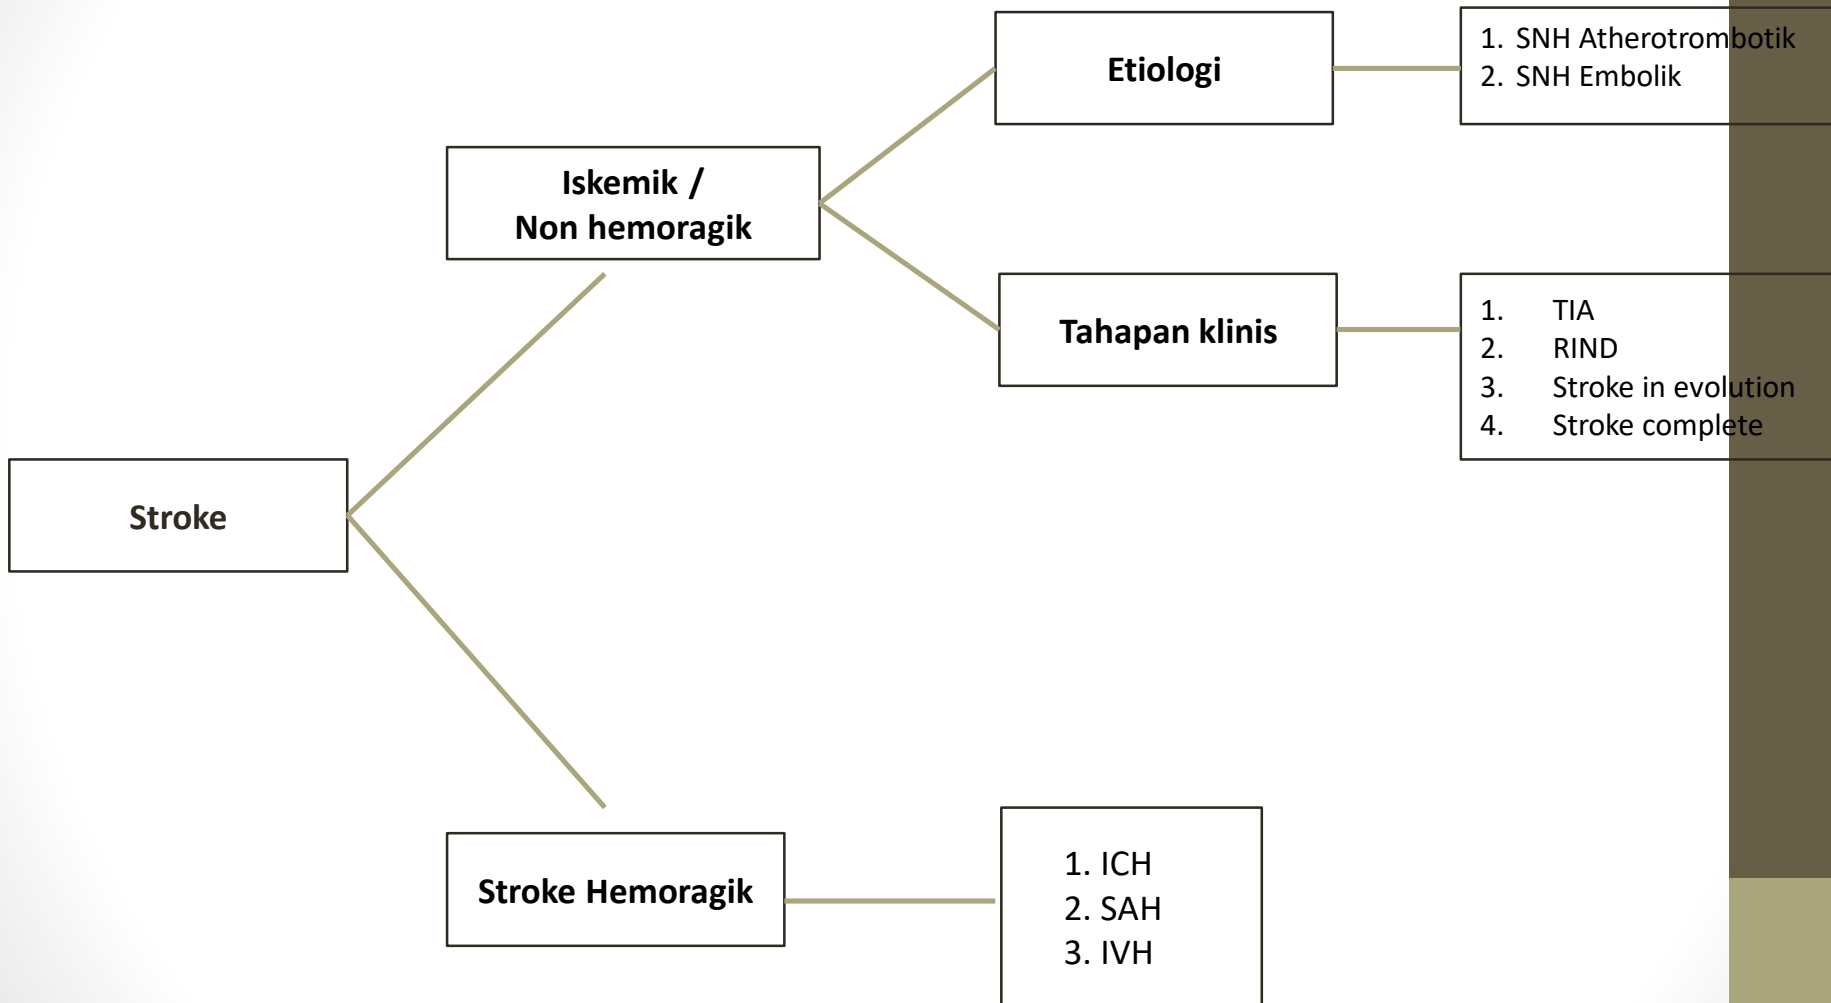 Etiologi
1. SNH Atherotrombotik
2. SNH Embolik
Iskemik /
Non hemoragik
Tahapan klinis
1. TIA
2. RIND
3. Stroke in evolution
4. Stroke complete
Stroke
Stroke Hemoragik
1. ICH
2. SAH
3. IVH